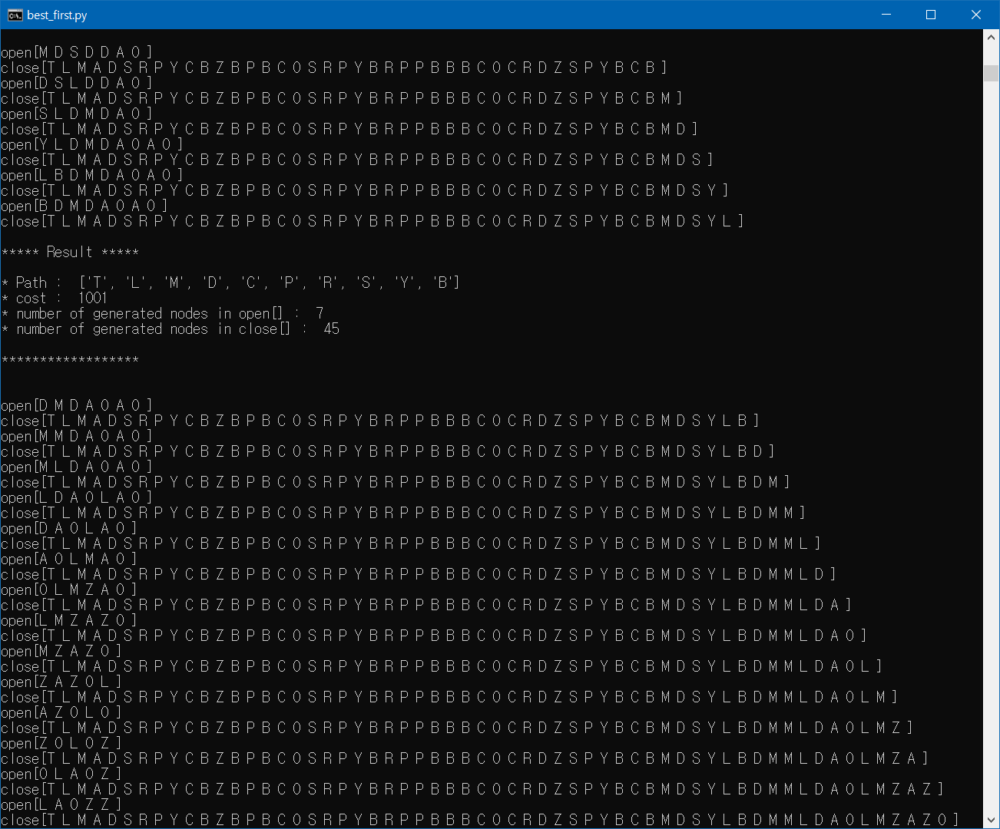 best_first.py
open[M D S D D A O ]
close[T L M A D S R P Y C B Z B P B C O S R P Y B R P P B B B C O C R D Z S P Y B C B ]
open[D S L D D A O ]
close[T L M A D S R P Y C B Z B P B C O S R P Y B R P P B B B C O C R D Z S P Y B C B M ]
open[S L D M D A O ]
close[T L M A D S R P Y C B Z B P B C O S R P Y B R P P B B B C O C R D Z S P Y B C B M D ]
open[Y L D M D A O A O ]
close[T L M A D S R P Y C B Z B P B C O S R P Y B R P P B B B C O C R D Z S P Y B C B M D S ]
open[L B D M D A O A O ]
close[T L M A D S R P Y C B Z B P B C O S R P Y B R P P B B B C O C R D Z S P Y B C B M D S Y ]
open[B D M D A O A O ]
close[T L M A D S R P Y C B Z B P B C O S R P Y B R P P B B B C O C R D Z S P Y B C B M D S Y L ]
***** Result *****
* Path :  ['T', 'L', 'M', 'D', 'C', 'P', 'R', 'S', 'Y', 'B']
* cost :  1001
* number of generated nodes in open[] :  7
* number of generated nodes in close[] :  45
******************
open[D M D A O A O ]
close[T L M A D S R P Y C B Z B P B C O S R P Y B R P P B B B C O C R D Z S P Y B C B M D S Y L B ]
open[M M D A O A O ]
close[T L M A D S R P Y C B Z B P B C O S R P Y B R P P B B B C O C R D Z S P Y B C B M D S Y L B D ]
open[M L D A O A O ]
close[T L M A D S R P Y C B Z B P B C O S R P Y B R P P B B B C O C R D Z S P Y B C B M D S Y L B D M ]
open[L D A O L A O ]
close[T L M A D S R P Y C B Z B P B C O S R P Y B R P P B B B C O C R D Z S P Y B C B M D S Y L B D M M ]
open[D A O L A O ]
close[T L M A D S R P Y C B Z B P B C O S R P Y B R P P B B B C O C R D Z S P Y B C B M D S Y L B D M M L ]
open[A O L M A O ]
close[T L M A D S R P Y C B Z B P B C O S R P Y B R P P B B B C O C R D Z S P Y B C B M D S Y L B D M M L D ]
open[O L M Z A O ]
close[T L M A D S R P Y C B Z B P B C O S R P Y B R P P B B B C O C R D Z S P Y B C B M D S Y L B D M M L D A ]
open[L M Z A Z O ]
close[T L M A D S R P Y C B Z B P B C O S R P Y B R P P B B B C O C R D Z S P Y B C B M D S Y L B D M M L D A O ]
open[M Z A Z O ]
close[T L M A D S R P Y C B Z B P B C O S R P Y B R P P B B B C O C R D Z S P Y B C B M D S Y L B D M M L D A O L ]
open[Z A Z O L ]
close[T L M A D S R P Y C B Z B P B C O S R P Y B R P P B B B C O C R D Z S P Y B C B M D S Y L B D M M L D A O L M ]
open[A Z O L O ]
close[T L M A D S R P Y C B Z B P B C O S R P Y B R P P B B B C O C R D Z S P Y B C B M D S Y L B D M M L D A O L M Z ]
open[Z O L O Z ]
close[T L M A D S R P Y C B Z B P B C O S R P Y B R P P B B B C O C R D Z S P Y B C B M D S Y L B D M M L D A O L M Z A ]
open[O L A O Z ]
close[T L M A D S R P Y C B Z B P B C O S R P Y B R P P B B B C O C R D Z S P Y B C B M D S Y L B D M M L D A O L M Z A Z ]
open[L A O Z Z ]
close[T L M A D S R P Y C B Z B P B C O S R P Y B R P P B B B C O C R D Z S P Y B C B M D S Y L B D M M L D A O L M Z A Z O ]